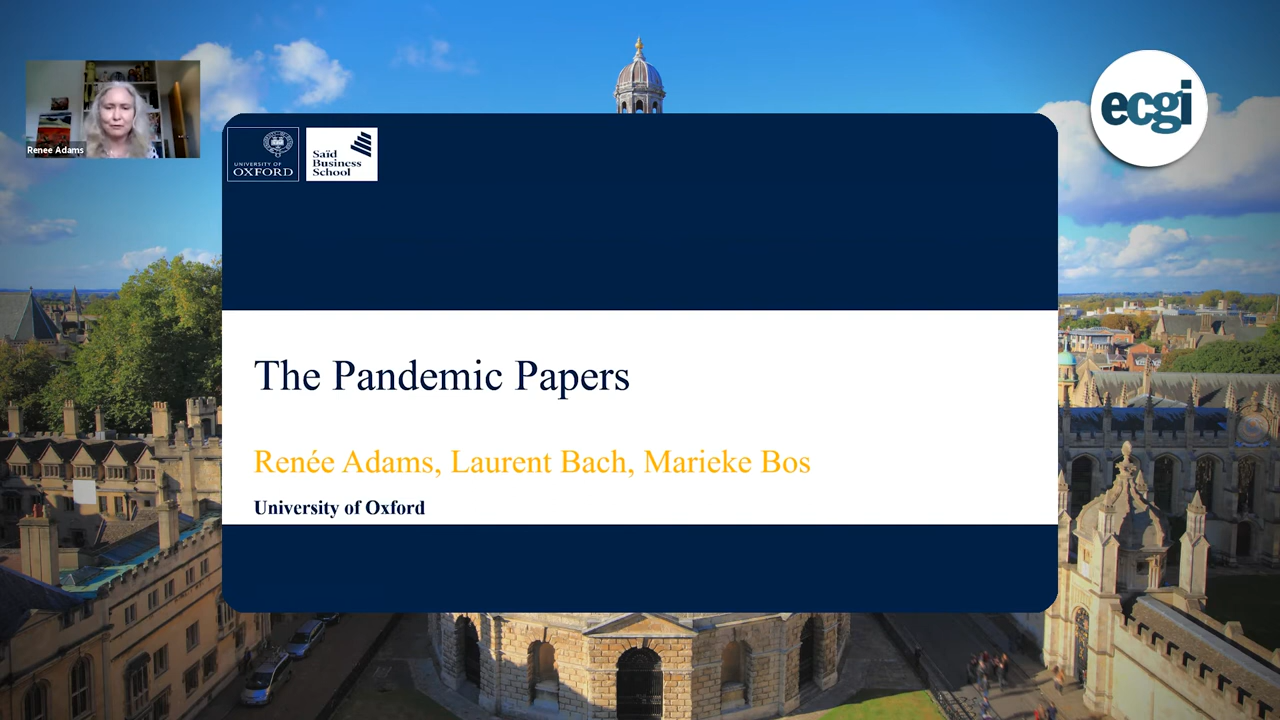 Renee Adams
ecgi
UNIVERSITY OF
OXFORD
Saïd
Business
School
The Pandemic Papers
Renée Adams, Laurent Bach, Marieke Bos
University of Oxford